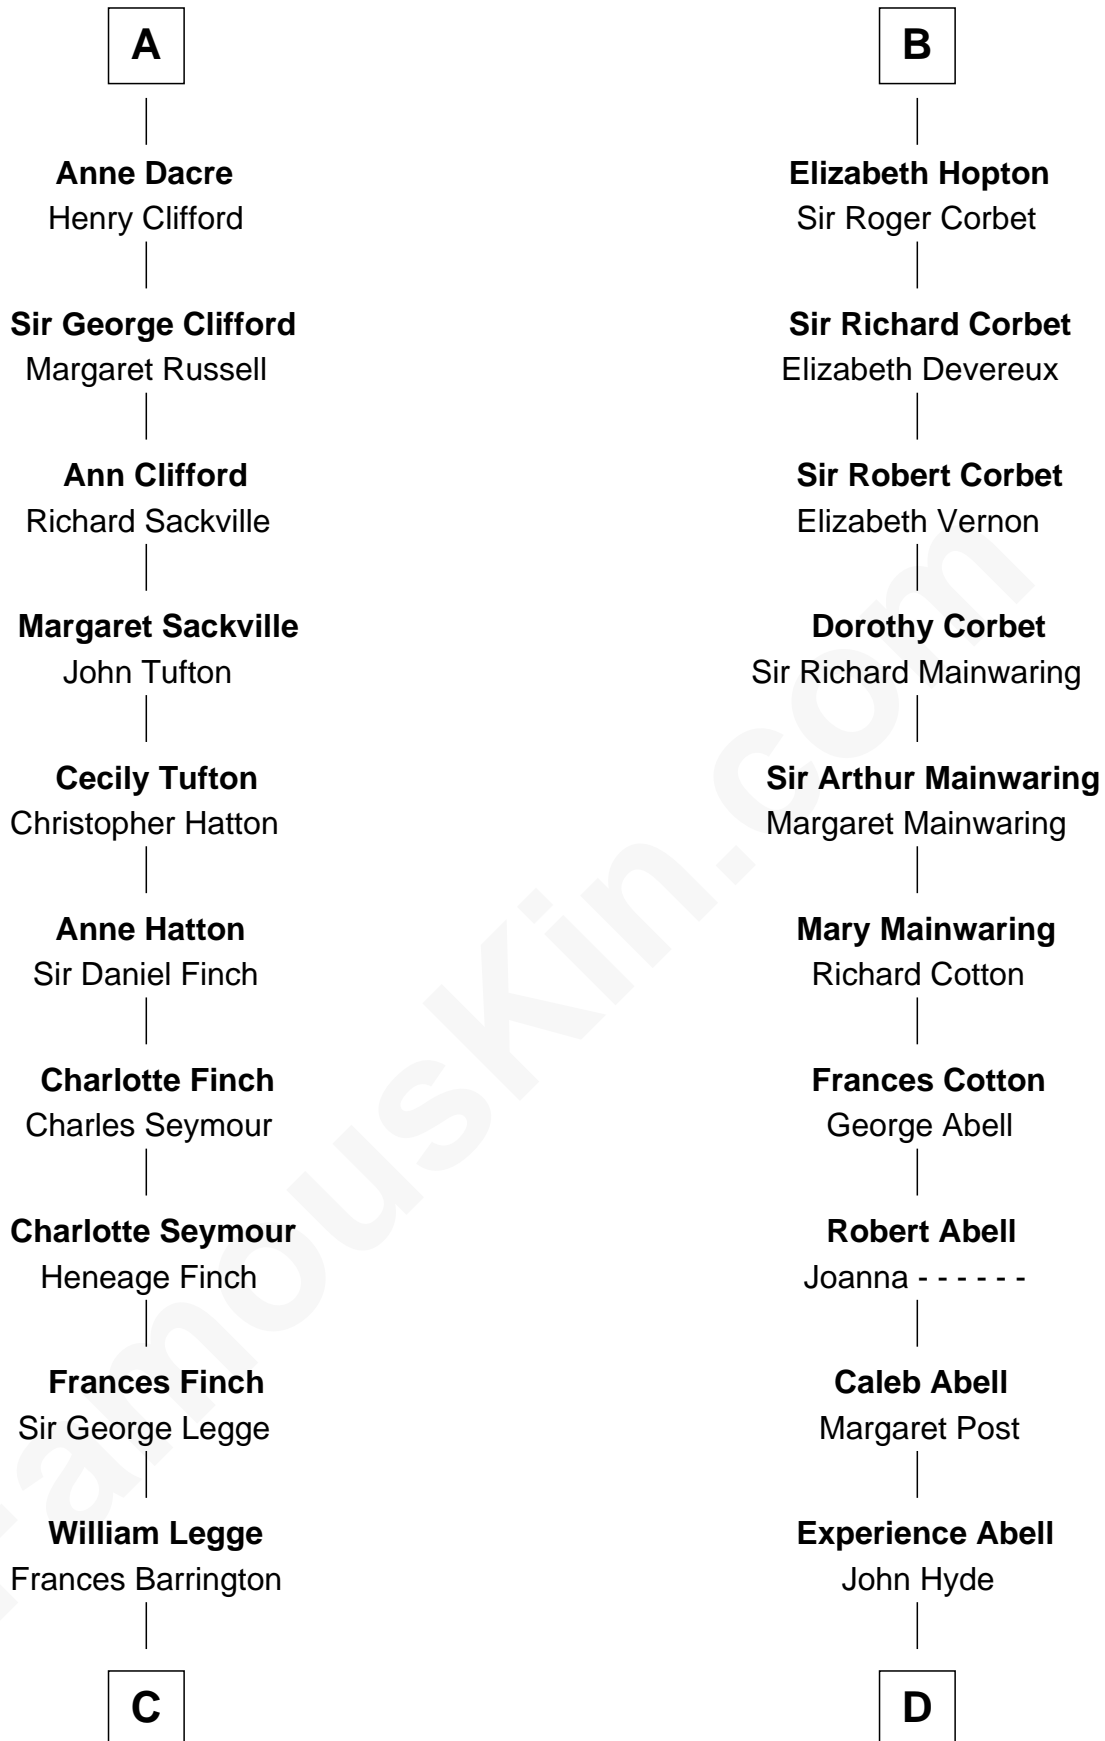 A
Anne Dacre
Henry Clifford
Sir George Clifford
Margaret Russell
Ann Clifford
Richard Sackville
Margaret Sackville
John Tufton
Cecily Tufton
Christopher Hatton
Anne Hatton
Sir Daniel Finch
Charlotte Finch
Charles Seymour
Charlotte Seymour
Heneage Finch
Frances Finch
Sir George Legge
William Legge
Frances Barrington
C
B
Elizabeth Hopton
Sir Roger Corbet
Sir Richard Corbet
Elizabeth Devereux
Sir Robert Corbet
Elizabeth Vernon
Dorothy Corbet
Sir Richard Mainwaring
Sir Arthur Mainwaring
Margaret Mainwaring
Mary Mainwaring
Richard Cotton
Frances Cotton
George Abell
Robert Abell
Joanna - - - - - -
Caleb Abell
Margaret Post
Experience Abell
John Hyde
D
FamousKin.com